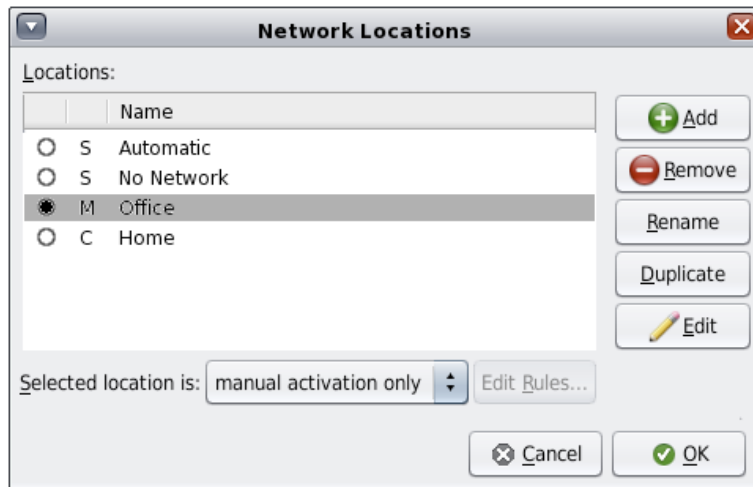 Network Locations
Locations:
Name
S Automatic
S No Network
M Office
C Home
Add
Remove
Rename
Duplicate
Edit
Selected location is: manual activation only Edit Rules...
Cancel OK